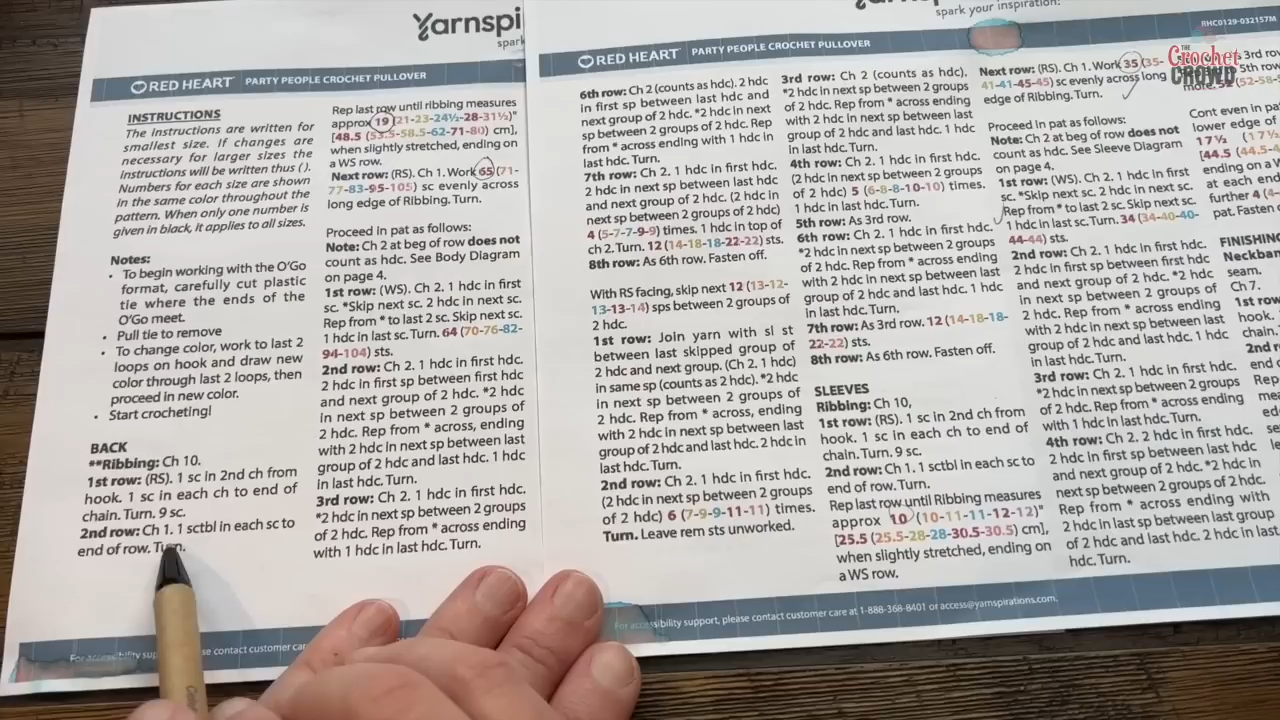 Yarnspi
spark
RED HEART PARTY PEOPLE CROCHET PULLOVER
INSTRUCTIONS
The instructions are written for
smallest size. If changes are
necessary for larger sizes the
instructions will be written thus ().
Numbers for each size are shown
in the same color throughout the
pattern. When only one number is
given in black, it applies to all sizes.
Notes:
• To begin working with the O'Go
format, carefully cut plastic
tie where the ends of the
O'Go meet.
• Pull tie to remove
• To change color, work to last 2
loops on hook and draw new
color through last 2 loops, then
proceed in new color.
• Start crocheting!
BACK
**Ribbing: Ch 10.
1st row: (RS). 1 sc in 2nd ch from
hook. 1 sc in each ch to end of
chain. Turn. 9 sc.
2nd row: Ch 1. 1 sctbl in each sc to
end of row. Turn.
Rep last row until ribbing measures
approx 19 (21-23-24½-28-31½)"
[48.5 (53.5-58.5-62-71-80) cm],
when slightly stretched, ending on
a WS row.
Next row: (RS). Ch 1. Work 65 (71-
77-83-95-105) sc evenly across
long edge of Ribbing. Turn.
Proceed in pat as follows:
Note: Ch 2 at beg of row does not
count as hdc. See Body Diagram
on page 4.
1st row: (WS). Ch 2. 1 hdc in first
sc. *Skip next sc. 2 hdc in next sc.
Rep from * to last 2 sc. Skip next sc.
1 hdc in last sc. Turn. 64 (70-76-82-
94-104) sts.
2nd row: Ch 2. 1 hdc in first hdc.
2 hdc in first sp between first hdc
and next group of 2 hdc. *2 hdc
in next sp between 2 groups of
2 hdc. Rep from * across, ending
with 2 hdc in next sp between last
group of 2 hdc and last hdc. 1 hdc
in last hdc. Turn.
3rd row: Ch 2. 1 hdc in first hdc.
*2 hdc in next sp between 2 groups
of 2 hdc. Rep from * across ending
with 1 hdc in last hdc. Turn.
For accessibility sup
se contact customer car
Yarnspi
spark your inspiration!
RHC0129-032157M
RED HEART PARTY PEOPLE CROCHET PULLOVER
6th row: Ch 2 (counts as hdc). 2 hdc
in first sp between last hdc and
next group of 2 hdc. *2 hdc in next
sp between 2 groups of 2 hdc. Rep
from * across ending with 1 hdc in
last hdc. Turn.
7th row: Ch 2. 1 hdc in first hdc.
2 hdc in next sp between last hdc
and next group of 2 hdc. (2 hdc in
next sp between 2 groups of 2 hdc)
4 (5-7-7-9-9) times. 1 hdc in top of
ch 2. Turn. 12 (14-18-18-22-22) sts.
8th row: As 6th row. Fasten off.
With RS facing, skip next 12 (13-12-
13-13-14) sps between 2 groups of
2 hdc.
1st row: Join yarn with sl st
between last skipped group of
2 hdc and next group. (Ch 2. 1 hdc)
in same sp (counts as 2 hdc). *2 hdc
in next sp between 2 groups of
2 hdc. Rep from * across, ending
with 2 hdc in next sp between last
group of 2 hdc and last hdc. 2 hdc in
last hdc. Turn.
2nd row: Ch 2. 1 hdc in first hdc.
(2 hdc in next sp between 2 groups
of 2 hdc) 6 (7-9-9-11-11) times.
Turn. Leave rem sts unworked.
3rd row: Ch 2 (counts as hdc).
*2 hdc in next sp between 2 groups
of 2 hdc. Rep from * across ending
with 2 hdc in next sp between last
group of 2 hdc and last hdc. 1 hdc
in last hdc. Turn.
4th row: Ch 2. 1 hdc in first hdc.
(2 hdc in next sp between 2 groups
of 2 hdc) 5 (6-8-8-10-10) times.
1 hdc in last hdc. Turn.
5th row: As 3rd row.
6th row: Ch 2. 1 hdc in first hdc.
*2 hdc in next sp between 2 groups
of 2 hdc. Rep from * across ending
with 2 hdc in next sp between last
group of 2 hdc and last hdc. 1 hdc
in last hdc. Turn.
7th row: As 3rd row. 12 (14-18-18-
22-22) sts.
8th row: As 6th row. Fasten off.
SLEEVES
Ribbing: Ch 10,
1st row: (RS). 1 sc in 2nd ch from
hook. 1 sc in each ch to end of
chain. Turn. 9 sc.
2nd row: Ch 1. 1 sctbl in each sc to
end of row. Turn.
Rep last row until Ribbing measures
approx 10 (10-11-11-12-12)"
[25.5 (25.5-28-28-30.5-30.5) cm],
when slightly stretched, ending on
a WS row.
Next row: (RS). Ch 1. Work 35 (35-
41-41-45-45) sc evenly across long
edge of Ribbing. Turn.
Proceed in pat as follows:
Note: Ch 2 at beg of row does not
count as hdc. See Sleeve Diagram
on page 4.
1st row: (WS). Ch 2. 1 hdc in first
sc. *Skip next sc. 2 hdc in next sc.
Rep from * to last 2 sc. Skip next sc.
1 hdc in last sc. Turn. 34 (34-40-40-
44-44) sts.
2nd row: Ch 2. 1 hdc in first hdc.
2 hdc in first sp between first hdc
and next group of 2 hdc. *2 hdc
in next sp between 2 groups of
2 hdc. Rep from * across ending
with 2 hdc in next sp between last
group of 2 hdc and last hdc. 1 hdc
in last hdc. Turn.
3rd row: Ch 2. 1 hdc in first hdc.
*2 hdc in next sp between 2 groups
of 2 hdc. Rep from * across ending
with 1 hdc in last hdc. Turn.
4th row: Ch 2. 2 hdc in first hdc.
and next group of 2 hdc. *2 hdc in
next sp between 2 groups of 2 hdc.
Rep from * across ending with
2 hdc in last sp between last group
of 2 hdc and last hdc. 2 hdc in last
hdc. Turn.
3rd ro
more. 52 (52-58-
Cont even in pat
lower edge of
17½ (17½
[44.5 (44.5-4
ending on a W
at each end
further 4 (4-
pat. Fasten
FINISHING
Neckban
seam.
Ch 7.
1st row
hook.
chain.
2nd r
end
Rep
mea
ed
se
le
For accessibility support, please contact customer care at 1-888-368-8401 or access@yarnspirations.com.
THE
Crochet
CROWD